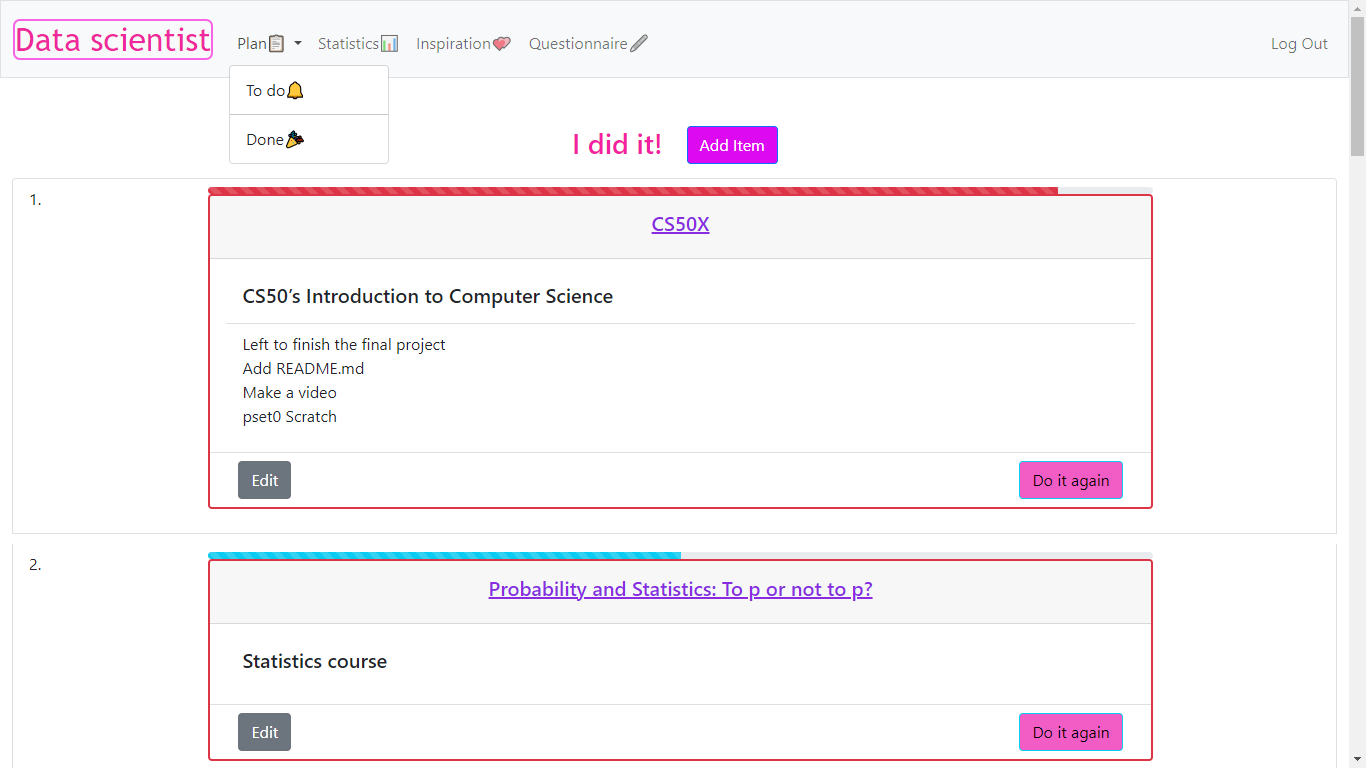 Data scientist Plan📋 Statistics📊 Inspiration💞 Questionnaire🖊 Log Out
To do🔔
Done🎉
I did it! Add Item
1.
CS50X
CS50’s Introduction to Computer Science
Left to finish the final project
Add README.md
Make a video
pset0 Scratch
Edit Do it again
2.
Probability and Statistics: To p or not to p?
Statistics course
Edit Do it again